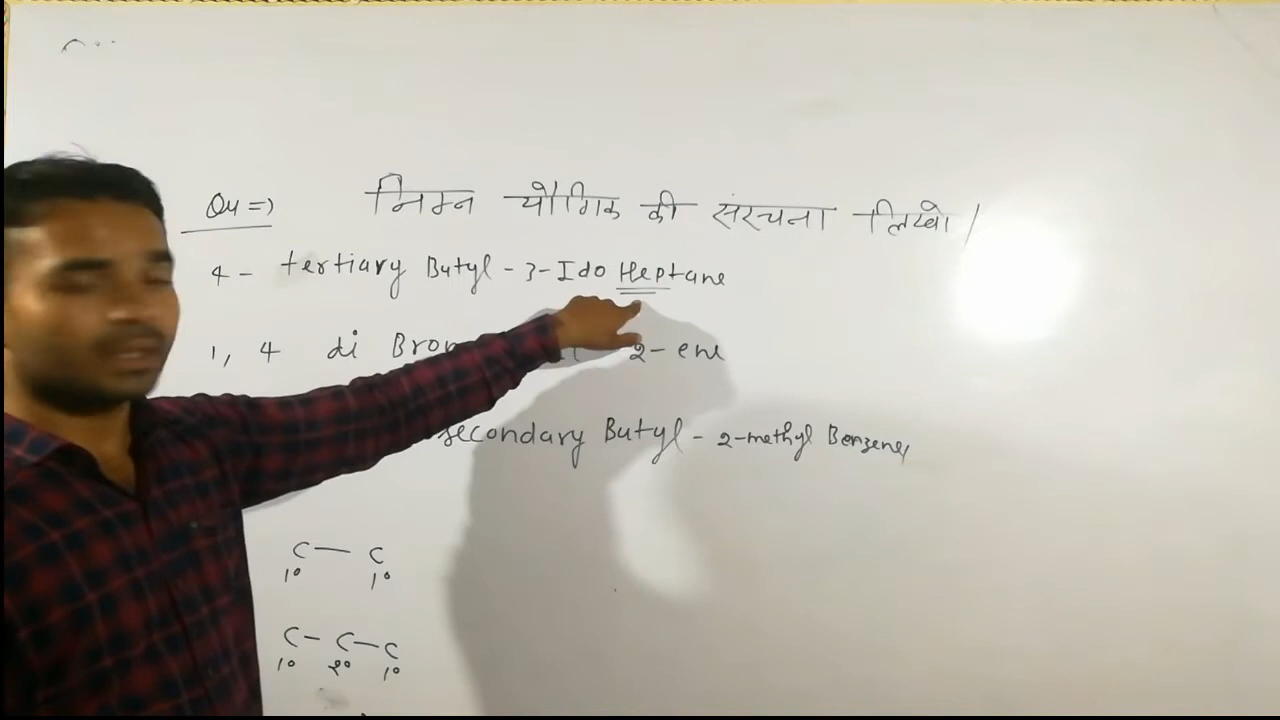 Qu ⇒ निम्न यौगिक की संरचना लिखो।
4 - tertiary Butyl - 3 - Ido Heptane
1, 4 di Brom 2 - ene
secondary Butyl - 2 - methyl Benzene
C — C
1° 1°
C - C - C
1° 2° 1°